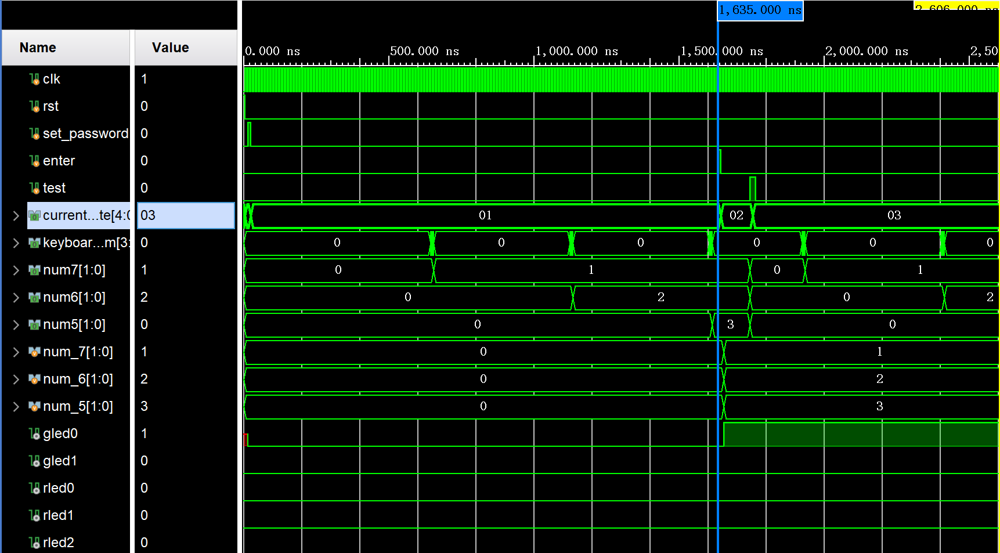 1,635.000 ns
2,606.000 ns
Name Value
0.000 ns 500.000 ns 1,000.000 ns 1,500.000 ns 2,000.000 ns 2,50
clk 1
rst 0
set_password 0
enter 0
test 0
current...te[4:0 03 01 02 03
keyboar...m[3: 0 0 0 0 0 0 0
num7[1:0] 1 0 1 0 1
num6[1:0] 2 0 2 0 2
num5[1:0] 0 0 3 0
num_7[1:0] 1 0 1
num_6[1:0] 2 0 2
num_5[1:0] 3 0 3
gled0 1
gled1 0
rled0 0
rled1 0
rled2 0